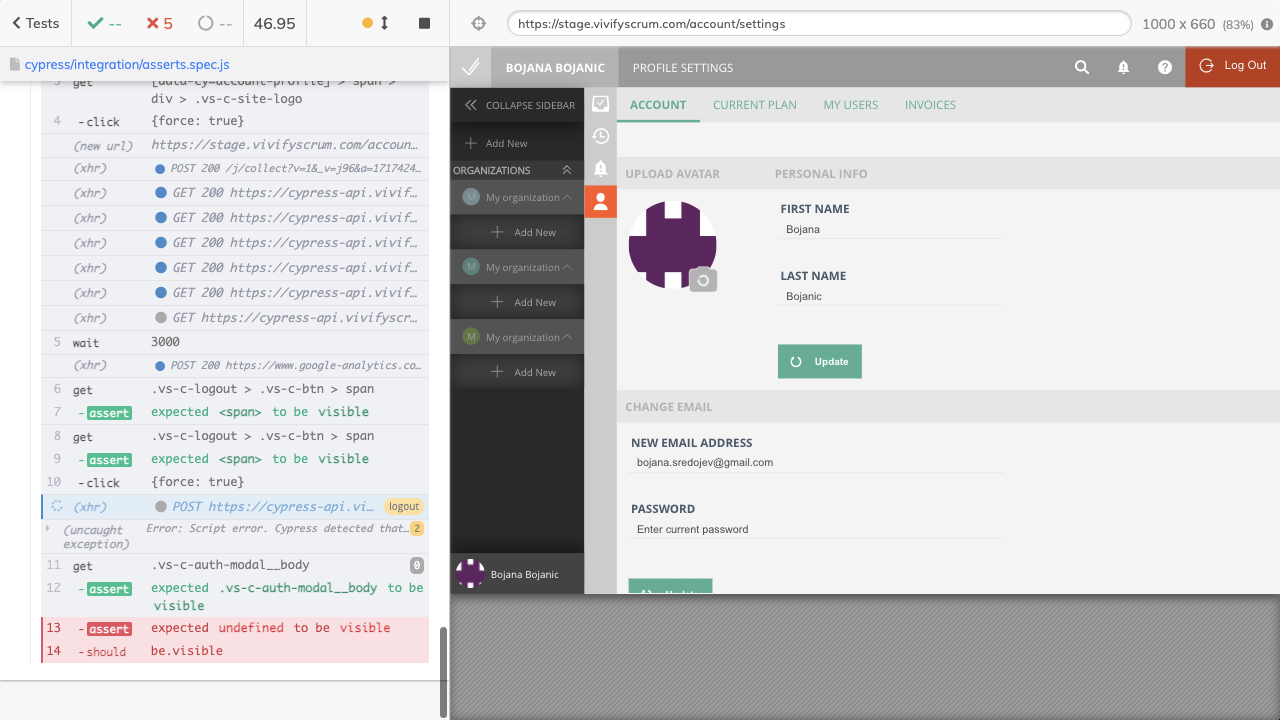 Tests
--
5
--
46.95
cypress/integration/asserts.spec.js
get [data-cy=account-profile] > span >
div > .vs-c-site-logo
4 -click {force: true}
(new url) https://stage.vivifyscrum.com/accoun…
(xhr) POST 200 /j/collect?v=1&_v=j96&a=1717424…
(xhr) GET 200 https://cypress-api.vivif…
(xhr) GET 200 https://cypress-api.vivif…
(xhr) GET 200 https://cypress-api.vivif…
(xhr) GET 200 https://cypress-api.vivif…
(xhr) GET 200 https://cypress-api.vivif…
(xhr) GET https://cypress-api.vivifyscr…
5 wait 3000
(xhr) POST 200 https://www.google-analytics.co…
6 get .vs-c-logout > .vs-c-btn > span
7 -assert expected <span> to be visible
8 get .vs-c-logout > .vs-c-btn > span
9 -assert expected <span> to be visible
10 -click {force: true}
(xhr) POST https://cypress-api.vi… logout
(uncaught exception) Error: Script error. Cypress detected that… 2
11 get .vs-c-auth-modal__body 0
12 -assert expected .vs-c-auth-modal__body to be
visible
13 -assert expected undefined to be visible
14 -should be.visible
https://stage.vivifyscrum.com/account/settings
1000 x 660 (83%)
BOJANA BOJANIC
PROFILE SETTINGS
Log Out
COLLAPSE SIDEBAR
Add New
ORGANIZATIONS
M My organization
Add New
M My organization
Add New
M My organization
Add New
Bojana Bojanic
ACCOUNT CURRENT PLAN MY USERS INVOICES
UPLOAD AVATAR
PERSONAL INFO
FIRST NAME
Bojana
LAST NAME
Bojanic
Update
CHANGE EMAIL
NEW EMAIL ADDRESS
bojana.sredojev@gmail.com
PASSWORD
Enter current password